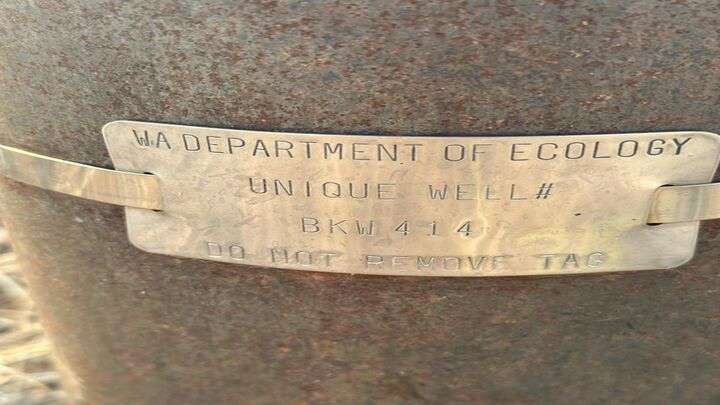 WA DEPARTMENT OF ECOLOGY
UNIQUE WELL#
BKW 414
DO NOT REMOVE TAG